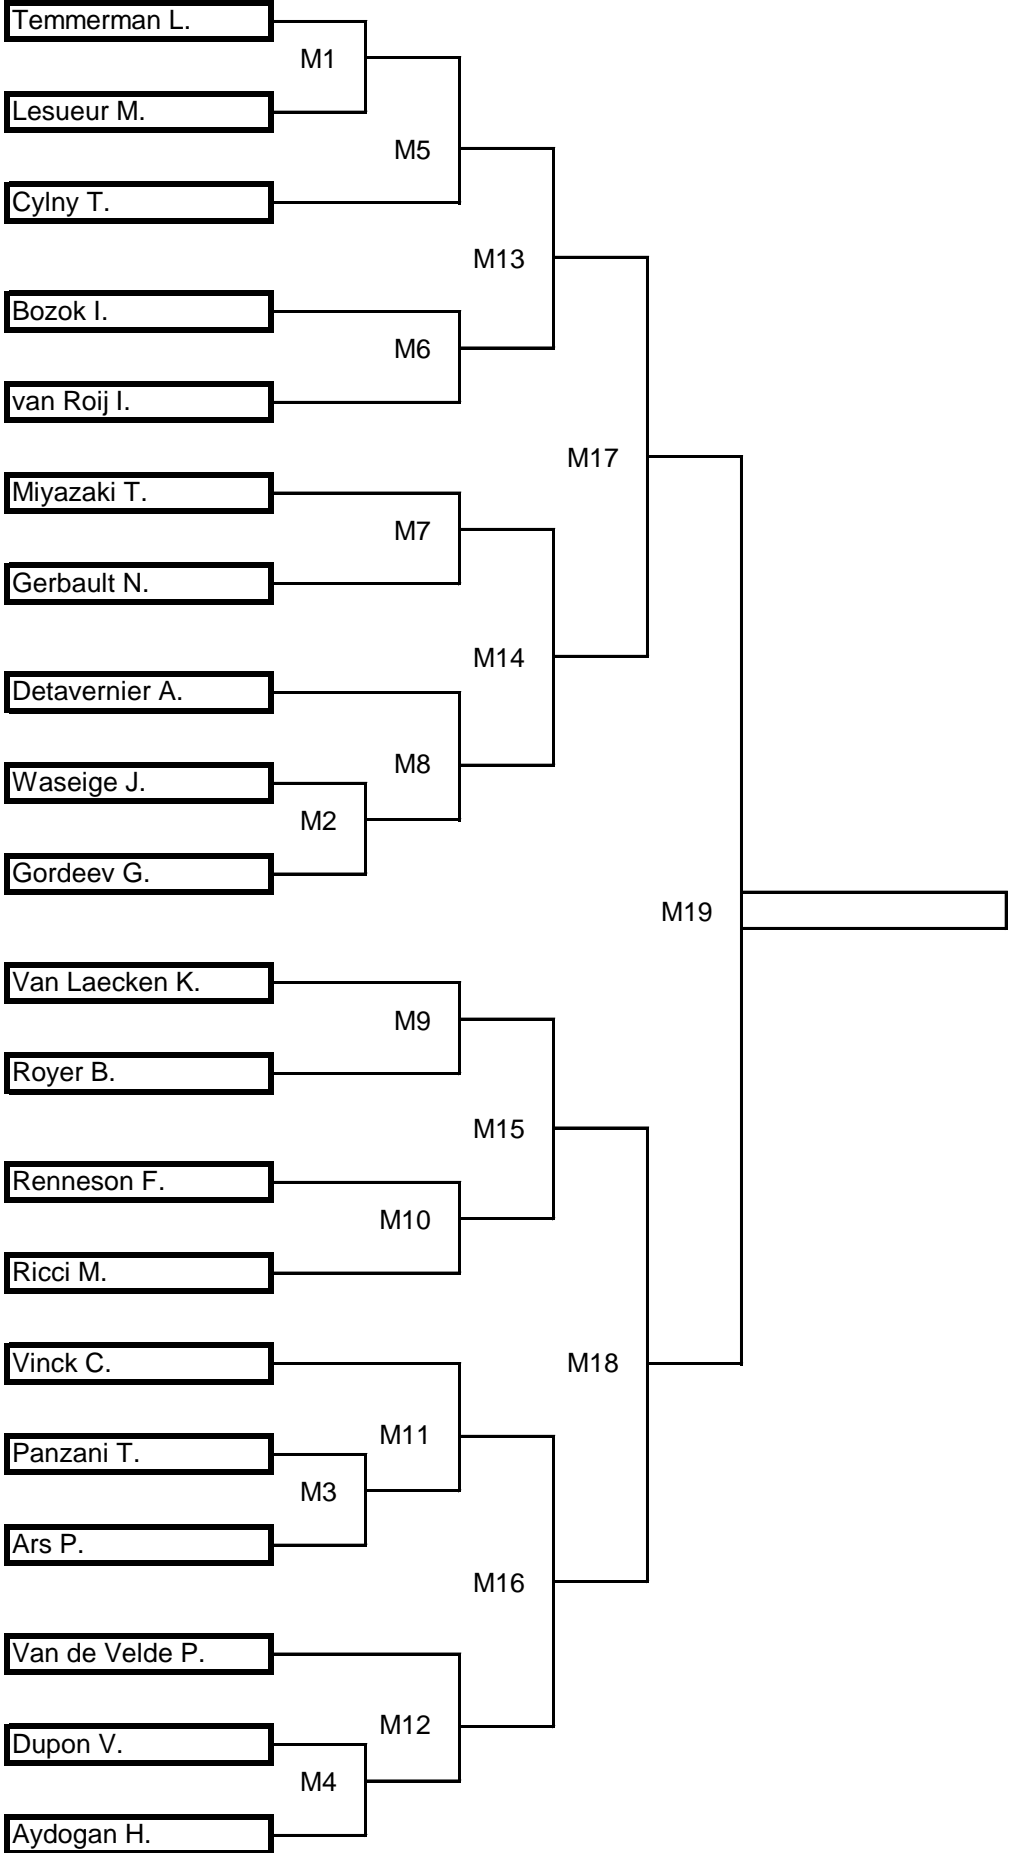 Temmerman L.
M1
Lesueur M.
M5
Cylny T.
M13
Bozok I.
M6
van Roij I.
M17
Miyazaki T.
M7
Gerbault N.
M14
Detavernier A.
M8
Waseige J.
M2
Gordeev G.
M19
Van Laecken K.
M9
Royer B.
M15
Renneson F.
M10
Ricci M.
Vinck C.
M18
M11
Panzani T.
M3
Ars P.
M16
Van de Velde P.
M12
Dupon V.
M4
Aydogan H.